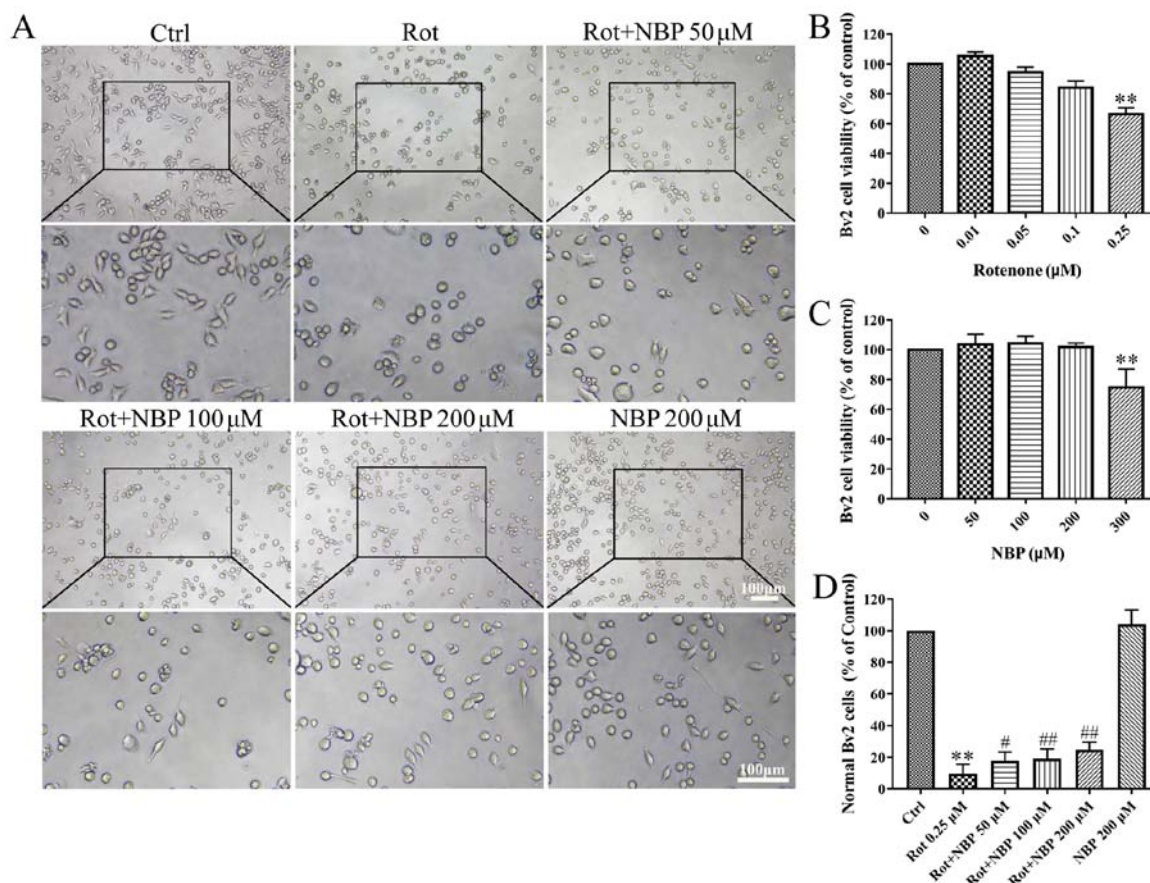 A
Ctrl
Rot
Rot+NBP 50 μM
Rot+NBP 100 μM
Rot+NBP 200 μM
NBP 200 μM
100μm
100μm
B
Bv2 cell viability (% of control)
120
100
80
60
40
20
0
**
0
0.01
0.05
0.1
0.25
Rotenone (μM)
C
Bv2 cell viability (% of control)
120
100
80
60
40
20
0
**
0
50
100
200
300
NBP (μM)
D
Normal Bv2 cells (% of Control)
120
100
80
60
40
20
0
**
#
##
##
Ctrl
Rot 0.25 μM
Rot+NBP 50 μM
Rot+NBP 100 μM
Rot+NBP 200 μM
NBP 200 μM